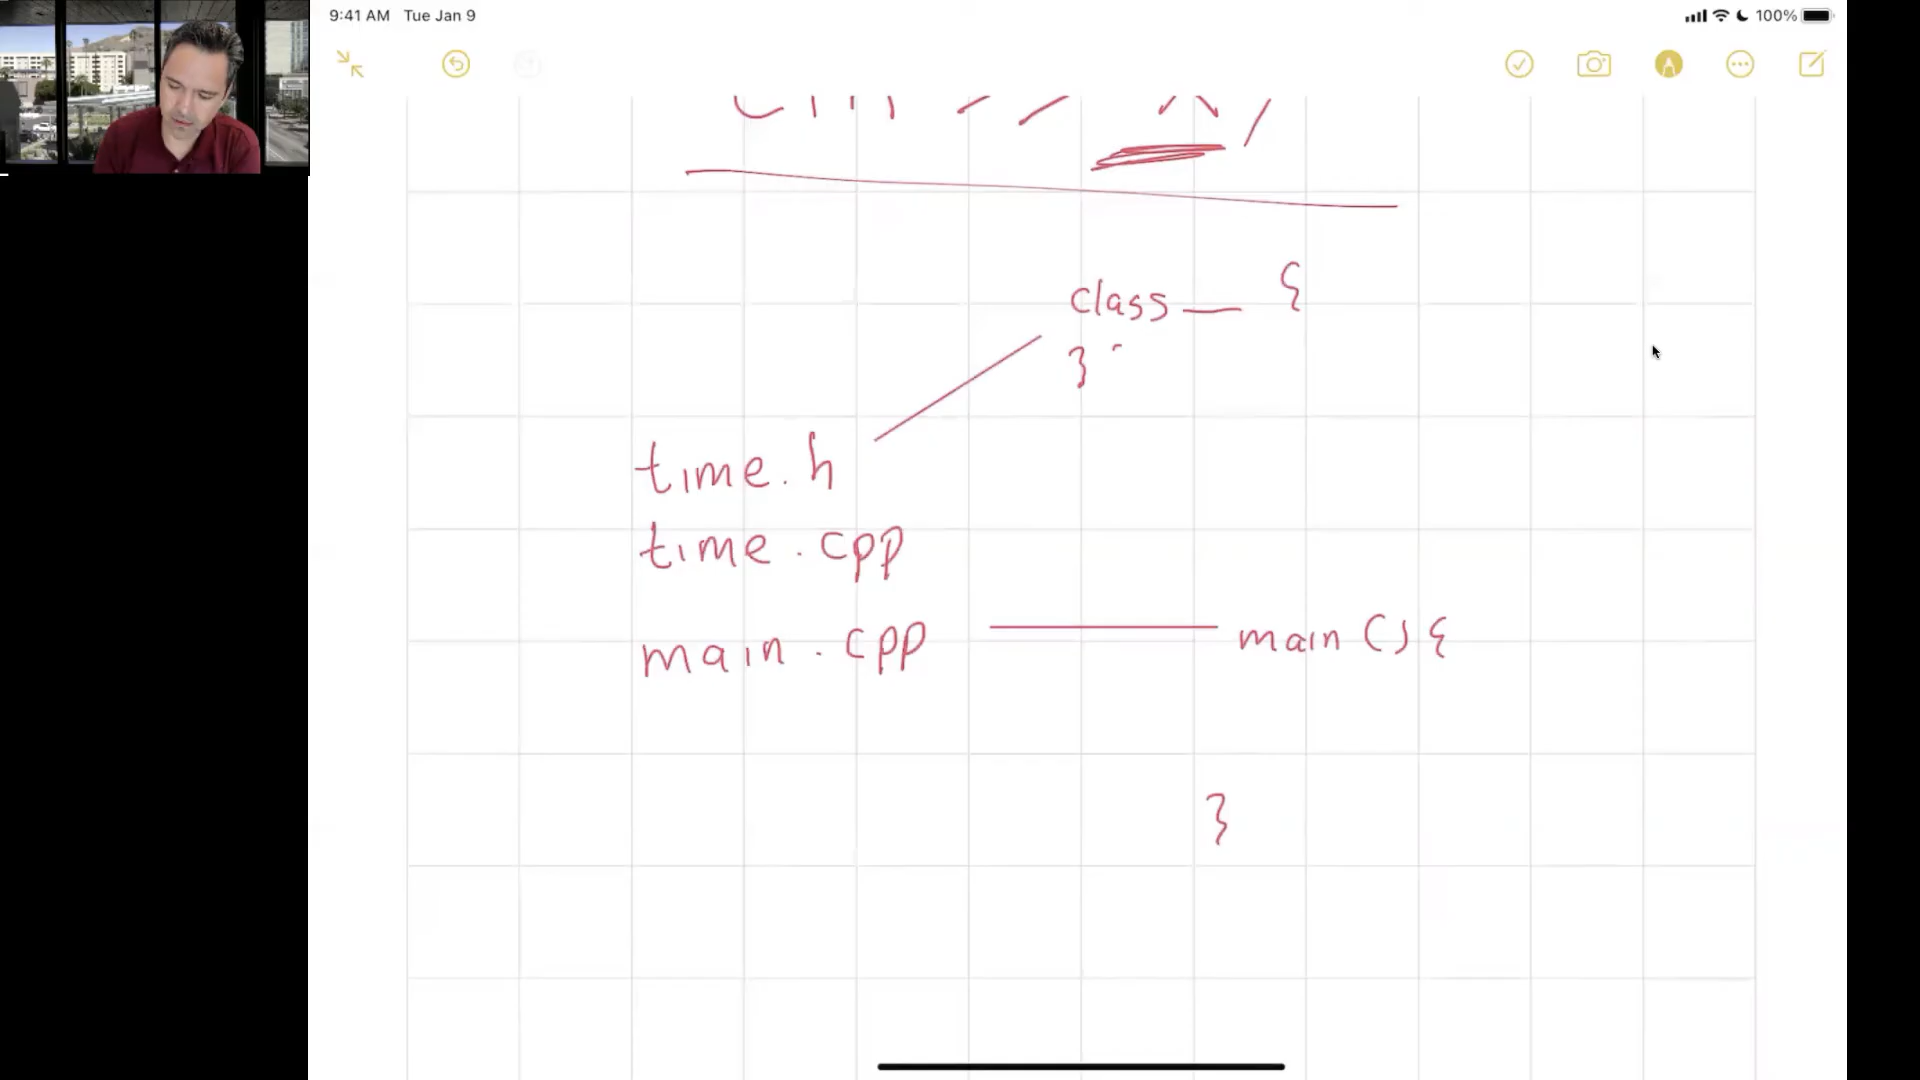 9:41 AM Tue Jan 9 100%
class — {
}
time.h
time.cpp
main.cpp — main () {
}